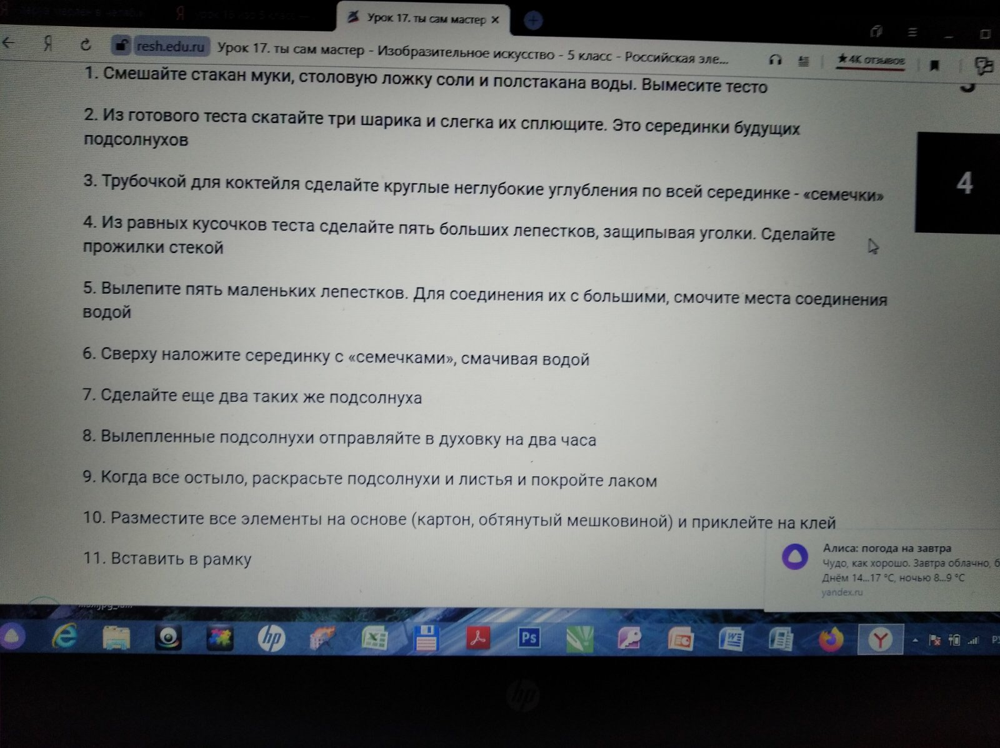 Урок 17. ты сам мастер
resh.edu.ru Урок 17. ты сам мастер - Изобразительное искусство - 5 класс - Российская эле... ★4K отзывов
1. Смешайте стакан муки, столовую ложку соли и полстакана воды. Вымесите тесто
2. Из готового теста скатайте три шарика и слегка их сплющите. Это серединки будущих
подсолнухов
3. Трубочкой для коктейля сделайте круглые неглубокие углубления по всей серединке - «семечки»
4
4. Из равных кусочков теста сделайте пять больших лепестков, защипывая уголки. Сделайте
прожилки стекой
5. Вылепите пять маленьких лепестков. Для соединения их с большими, смочите места соединения
водой
6. Сверху наложите серединку с «семечками», смачивая водой
7. Сделайте еще два таких же подсолнуха
8. Вылепленные подсолнухи отправляйте в духовку на два часа
9. Когда все остыло, раскрасьте подсолнухи и листья и покройте лаком
10. Разместите все элементы на основе (картон, обтянутый мешковиной) и приклейте на клей
11. Вставить в рамку
Алиса: погода на завтра
Чудо, как хорошо. Завтра облачно, б
Днём 14...17 °C, ночью 8...9 °C
yandex.ru
hp
Ps
РУ
hp